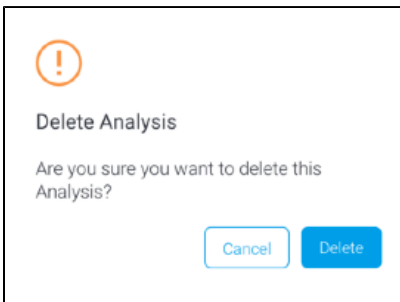 Delete Analysis
Are you sure you want to delete this
Analysis?
Cancel
Delete